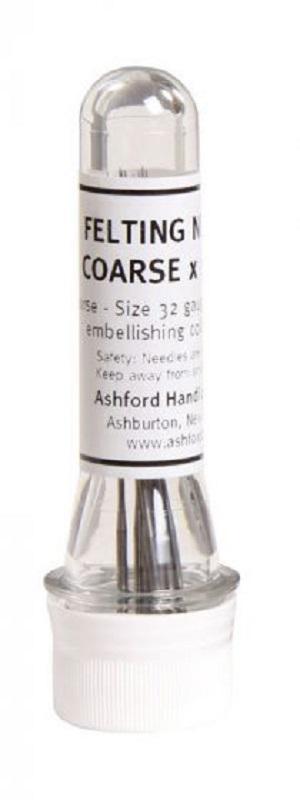 FELTING N
COARSE x
rse - Size 32 gau
embellishing co
Safety: Needles are
Keep away from
Ashford Handi
Ashburton, New
www.ashford